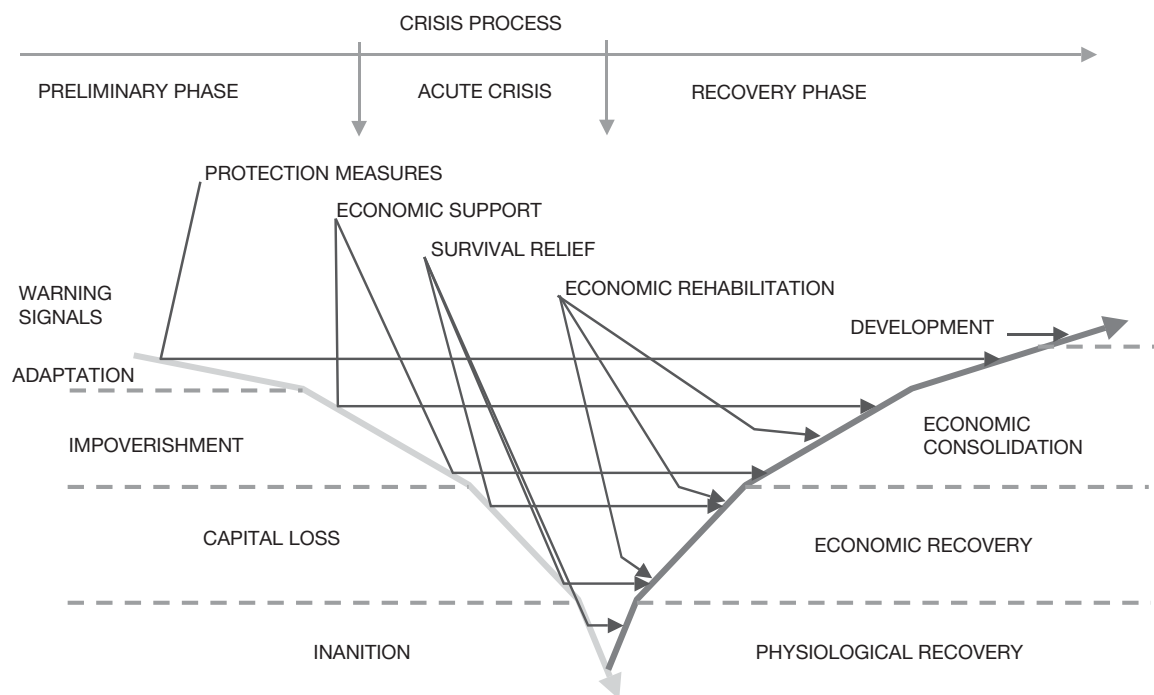 CRISIS PROCESS
PRELIMINARY PHASE
ACUTE CRISIS
RECOVERY PHASE
PROTECTION MEASURES
ECONOMIC SUPPORT
SURVIVAL RELIEF
ECONOMIC REHABILITATION
WARNING
SIGNALS
DEVELOPMENT
ADAPTATION
IMPOVERISHMENT
ECONOMIC
CONSOLIDATION
CAPITAL LOSS
ECONOMIC RECOVERY
INANITION
PHYSIOLOGICAL RECOVERY